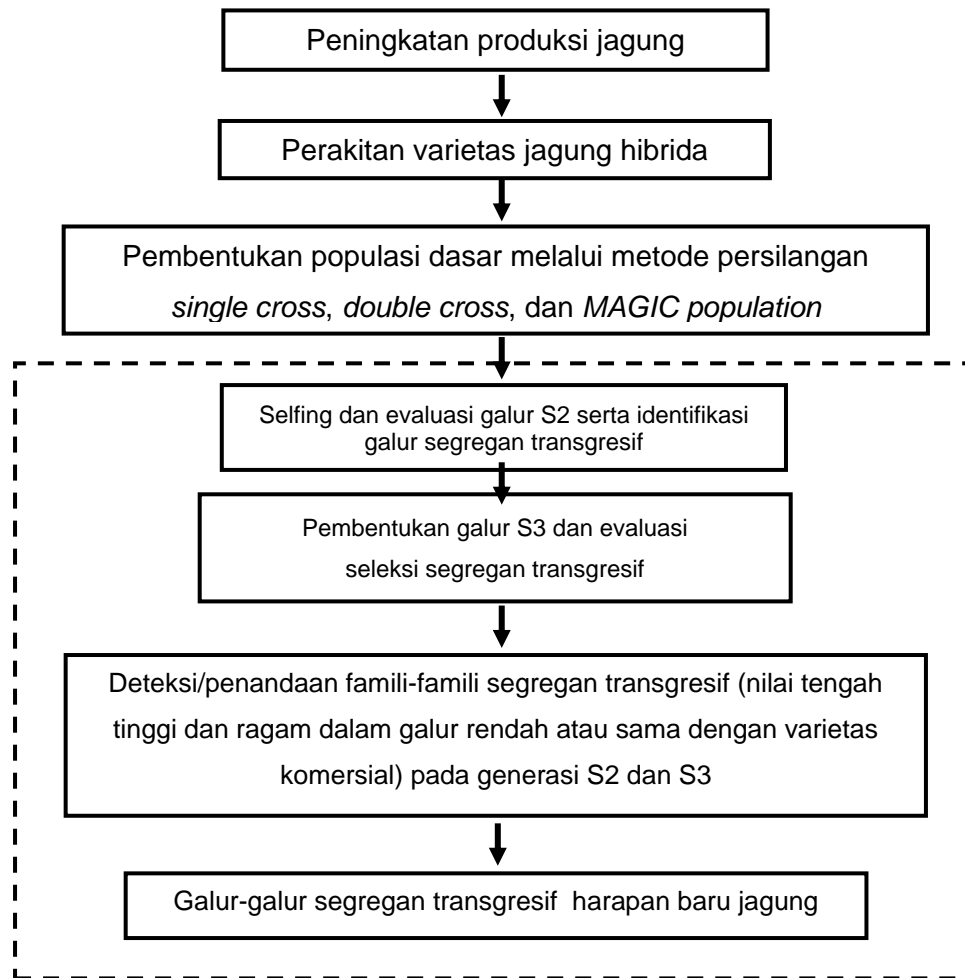 Peningkatan produksi jagung
Perakitan varietas jagung hibrida
Pembentukan populasi dasar melalui metode persilangan
single cross, double cross, dan MAGIC population
Selfing dan evaluasi galur S2 serta identifikasi
galur segregan transgresif
Pembentukan galur S3 dan evaluasi
seleksi segregan transgresif
Deteksi/penandaan famili-famili segregan transgresif (nilai tengah
tinggi dan ragam dalam galur rendah atau sama dengan varietas
komersial) pada generasi S2 dan S3
Galur-galur segregan transgresif harapan baru jagung